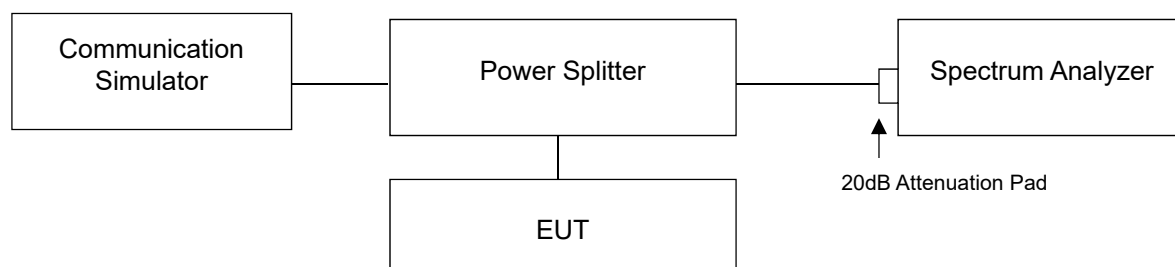 Communication
Simulator
Power Splitter
Spectrum Analyzer
20dB Attenuation Pad
EUT